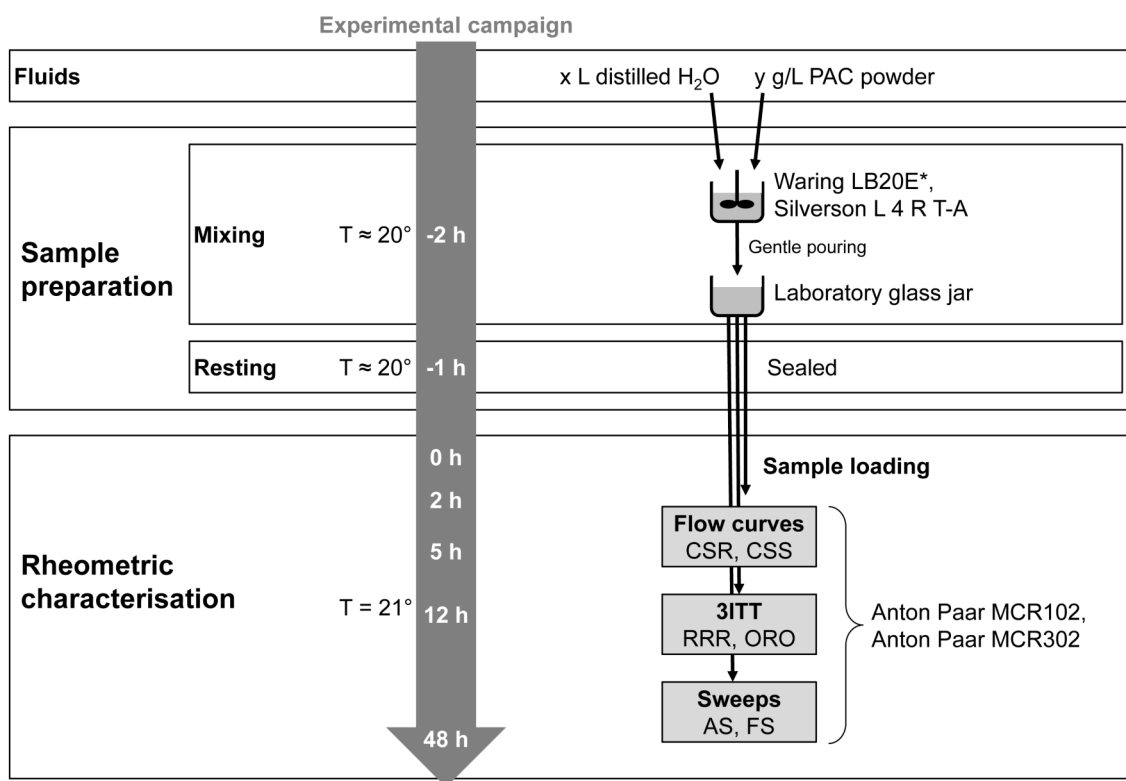 Experimental campaign
Fluids
x L distilled H₂O
y g/L PAC powder
Sample
preparation
Mixing
T ≈ 20°
-2 h
Waring LB20E*,
Silverson L 4 R T-A
Gentle pouring
Laboratory glass jar
Resting
T ≈ 20°
-1 h
Sealed
Rheometric
characterisation
T = 21°
0 h
2 h
5 h
12 h
48 h
Sample loading
Flow curves
CSR, CSS
3ITT
RRR, ORO
Sweeps
AS, FS
Anton Paar MCR102,
Anton Paar MCR302